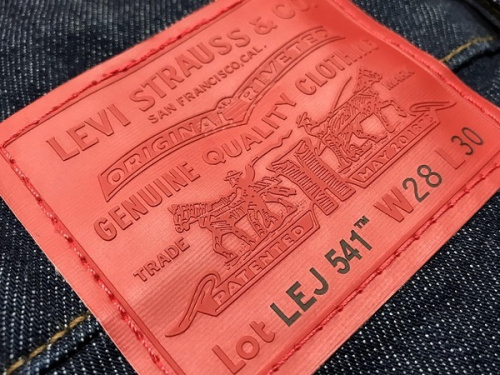 LEVI STRAUSS & CO.
SAN FRANCISCO, CAL.
ORIGINAL RIVETED
GENUINE QUALITY CLOTHING
TRADE
PATENTED MAY 20 1873
Lot LEJ 541™ W28 L30